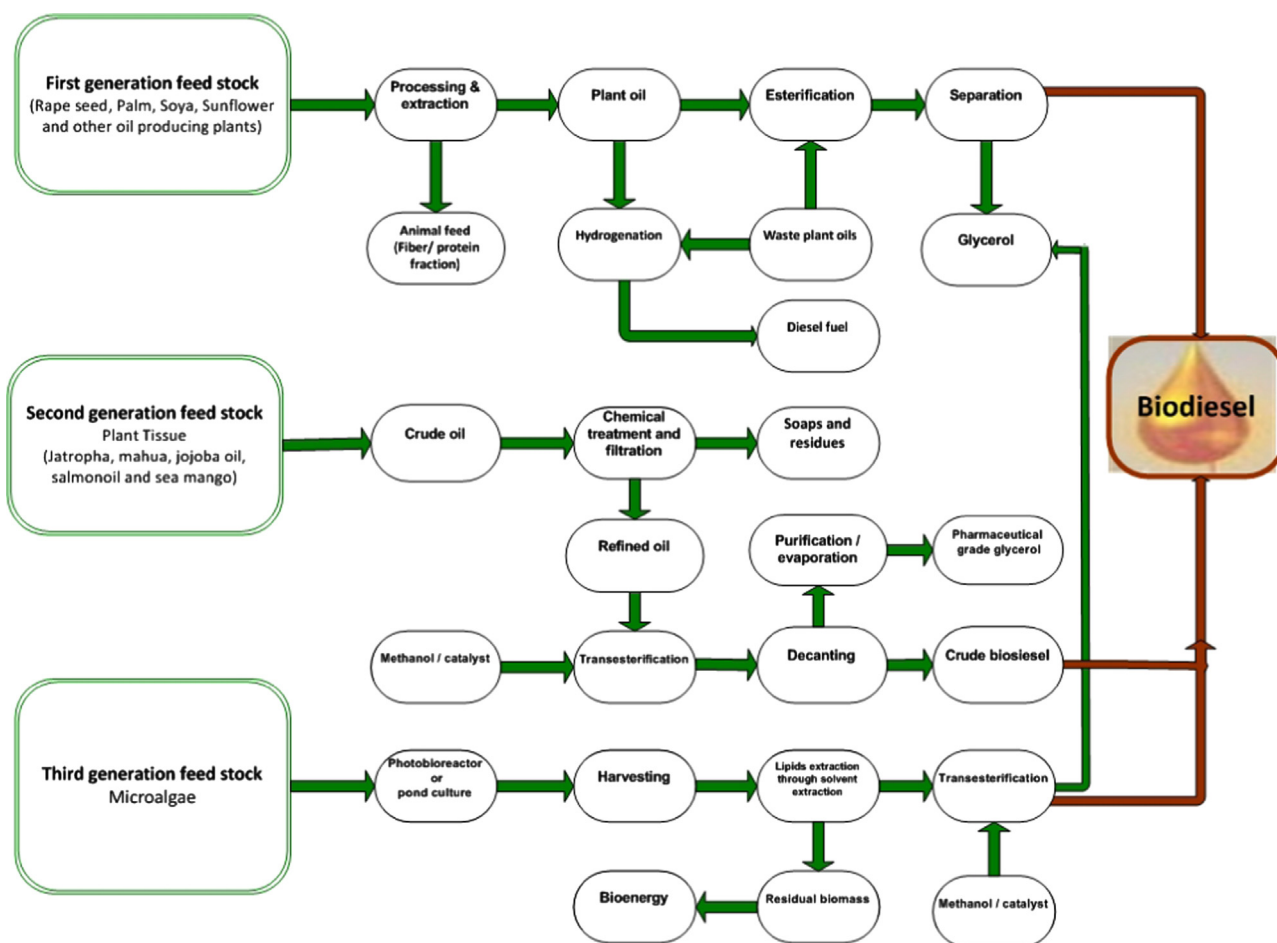 First generation feed stock
(Rape seed, Palm, Soya, Sunflower
and other oil producing plants)
Processing &
extraction
Plant oil
Esterification
Separation
Animal feed
(Fiber/ protein
fraction)
Hydrogenation
Waste plant oils
Glycerol
Diesel fuel
Biodiesel
Second generation feed stock
Plant Tissue
(Jatropha, mahua, jojoba oil,
salmonoil and sea mango)
Crude oil
Chemical
treatment and
filtration
Soaps and
residues
Refined oil
Purification /
evaporation
Pharmaceutical
grade glycerol
Methanol / catalyst
Transesterification
Decanting
Crude biosiesel
Third generation feed stock
Microalgae
Photobioreactor
or
pond culture
Harvesting
Lipids extraction
through solvent
extraction
Transesterification
Bioenergy
Residual biomass
Methanol / catalyst